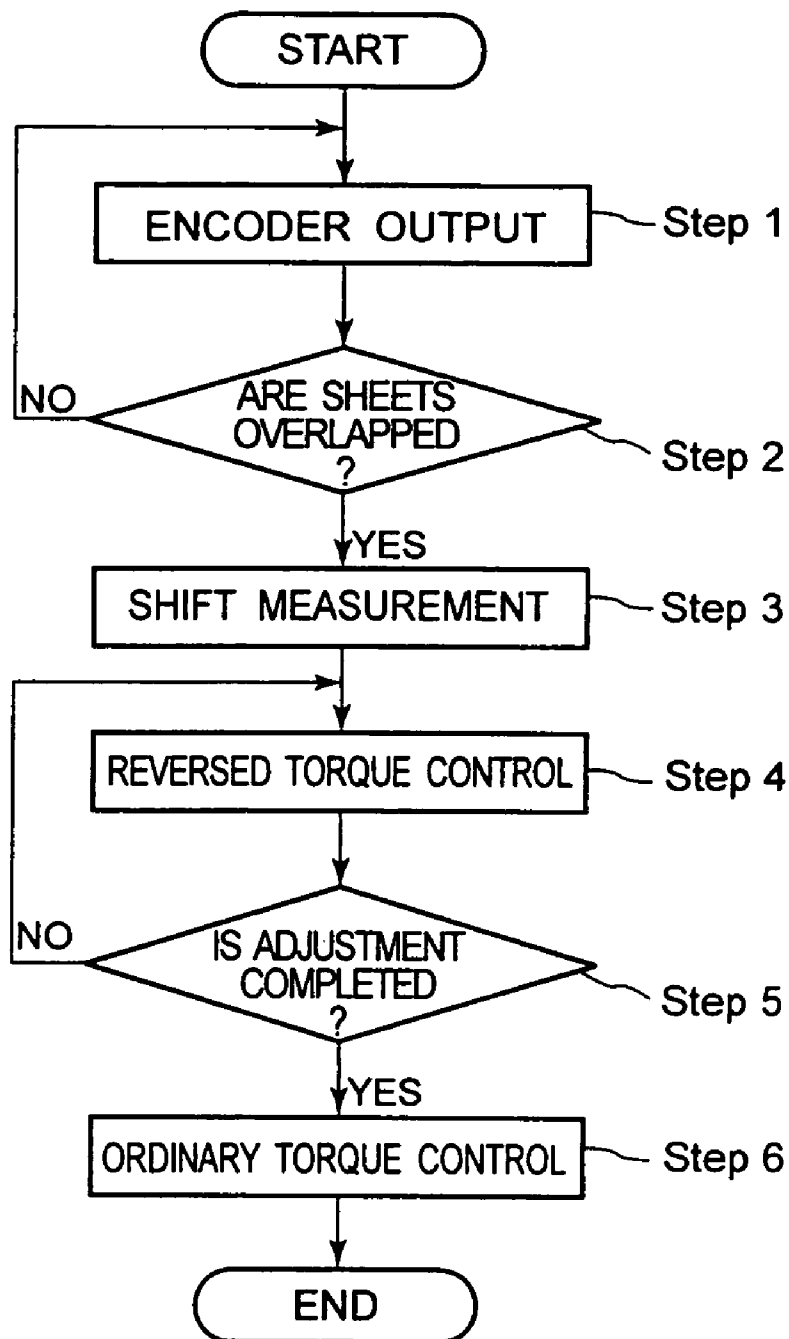 START
ENCODER OUTPUT
Step 1
ARE SHEETS
OVERLAPPED
?
NO
Step 2
YES
SHIFT MEASUREMENT
Step 3
REVERSED TORQUE CONTROL
Step 4
IS ADJUSTMENT
COMPLETED
?
NO
Step 5
YES
ORDINARY TORQUE CONTROL
Step 6
END